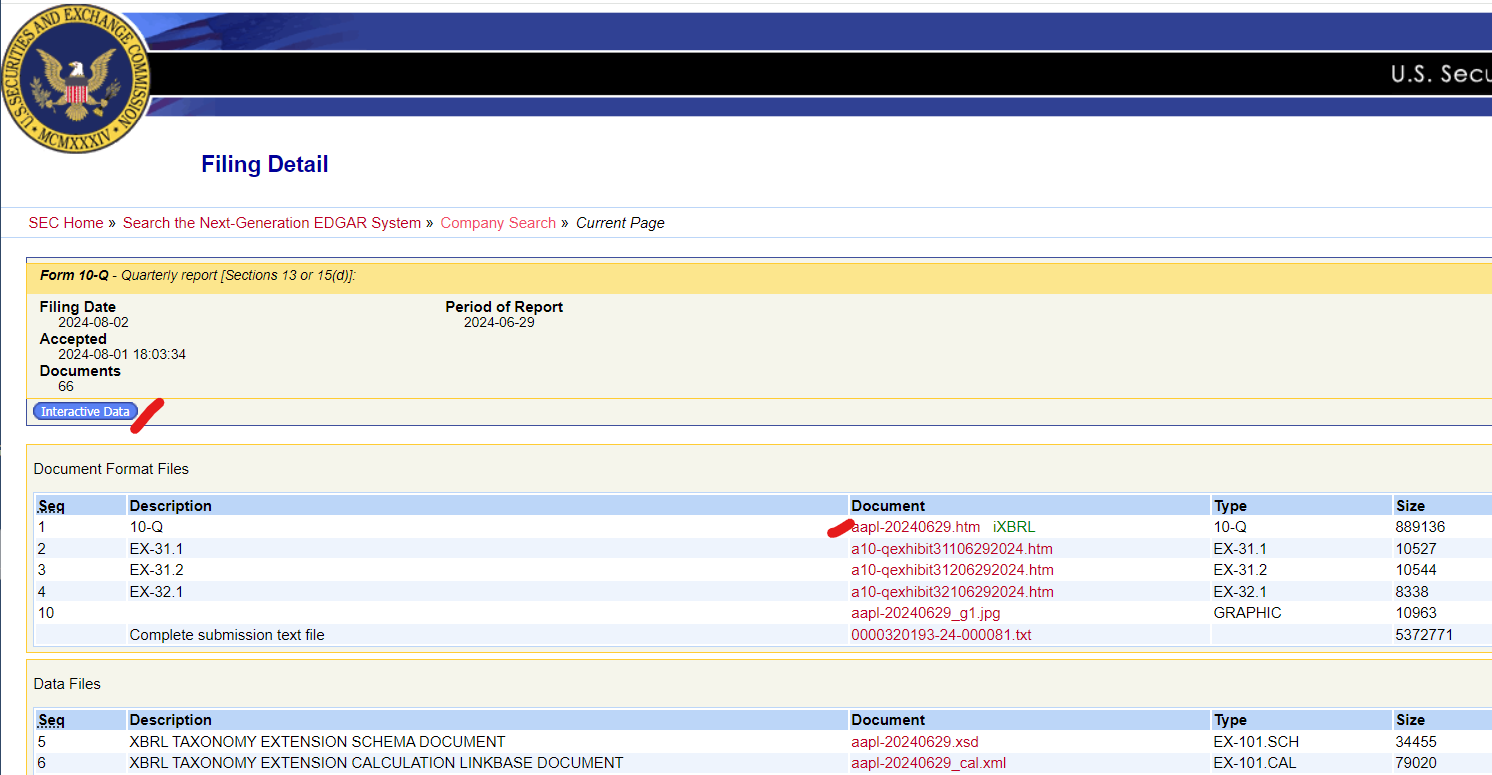 U.S. SECURITIES AND EXCHANGE COMMISSION
MCMXXXIV
U.S. Secu
Filing Detail
SEC Home » Search the Next-Generation EDGAR System » Company Search » Current Page
Form 10-Q - Quarterly report [Sections 13 or 15(d)]:
Filing Date Period of Report
2024-08-02 2024-06-29
Accepted
2024-08-01 18:03:34
Documents
66
Interactive Data
Document Format Files
Seq Description Document Type Size
1 10-Q aapl-20240629.htm iXBRL 10-Q 889136
2 EX-31.1 a10-qexhibit31106292024.htm EX-31.1 10527
3 EX-31.2 a10-qexhibit31206292024.htm EX-31.2 10544
4 EX-32.1 a10-qexhibit32106292024.htm EX-32.1 8338
10 aapl-20240629_g1.jpg GRAPHIC 10963
Complete submission text file 0000320193-24-000081.txt 5372771
Data Files
Seq Description Document Type Size
5 XBRL TAXONOMY EXTENSION SCHEMA DOCUMENT aapl-20240629.xsd EX-101.SCH 34455
6 XBRL TAXONOMY EXTENSION CALCULATION LINKBASE DOCUMENT aapl-20240629_cal.xml EX-101.CAL 79020